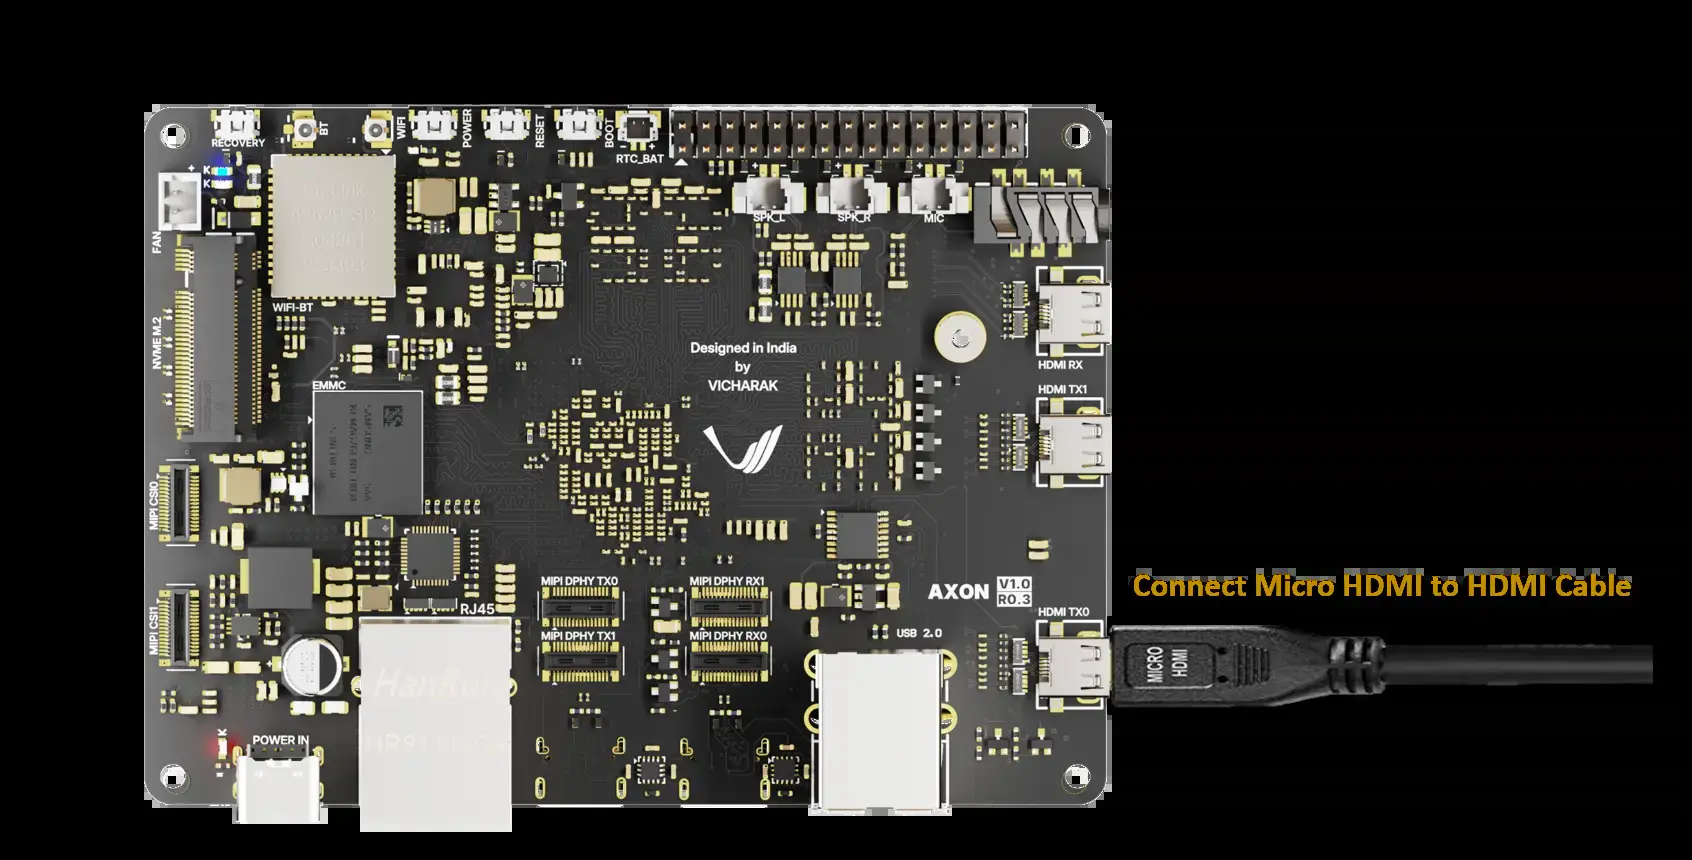 RECOVERY
BT
WIFI
POWER
RESET
BOOT
RTC_BAT
SPK_L
SPK_R
MIC
FAN
WIFI-BT
NVME M.2
HDMI RX
Designed in India
by
VICHARAK
EMMC
HDMI TX1
MIPI CSI0
MIPI CSI1
MIPI DPHY TX0
MIPI DPHY RX1
AXON V1.0
R0.3
Connect Micro HDMI to HDMI Cable
RJ45
HDMI TX0
MIPI DPHY TX1
MIPI DPHY RX0
USB 2.0
MICRO
HDMI
HanRun
K
POWER IN